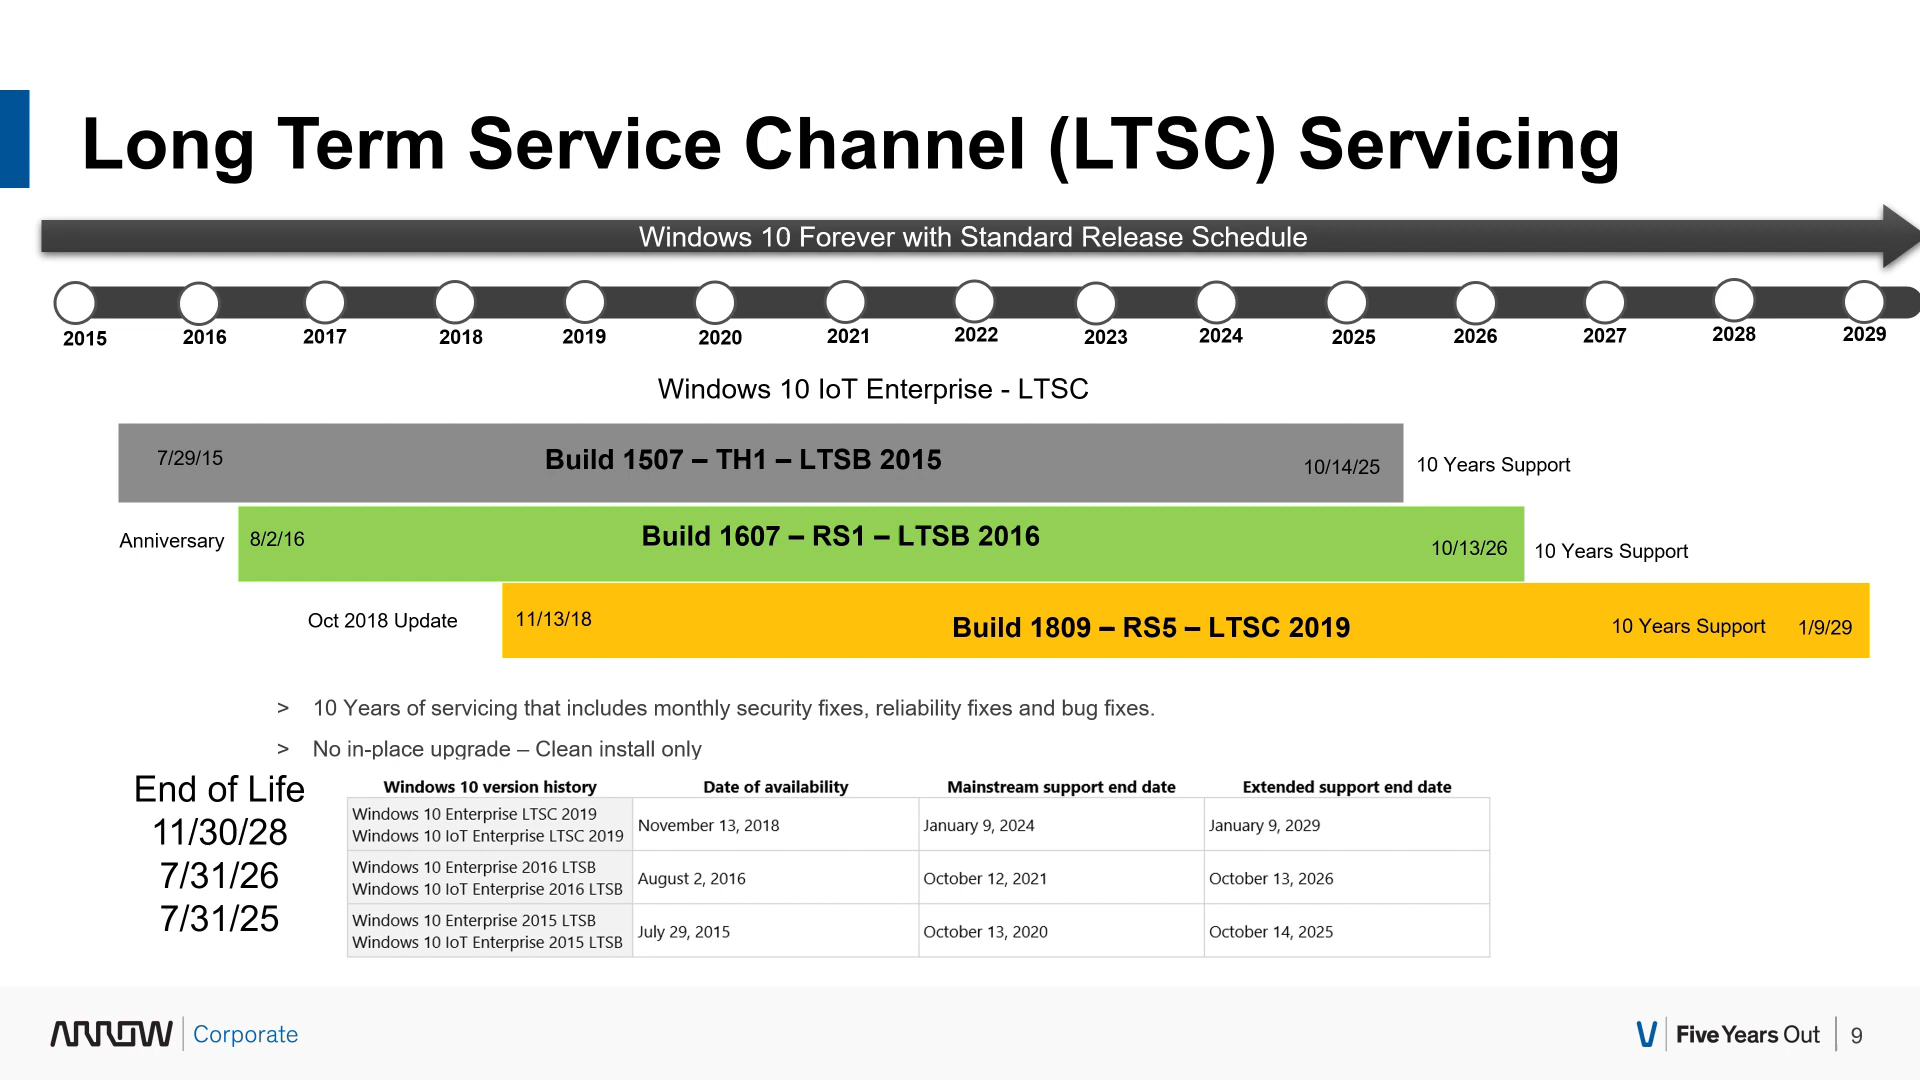 Long Term Service Channel (LTSC) Servicing
Windows 10 Forever with Standard Release Schedule
2015 2016 2017 2018 2019 2020 2021 2022 2023 2024 2025 2026 2027 2028 2029
Windows 10 IoT Enterprise - LTSC
7/29/15 Build 1507 – TH1 – LTSB 2015 10/14/25 10 Years Support
Anniversary 8/2/16 Build 1607 – RS1 – LTSB 2016 10/13/26 10 Years Support
Oct 2018 Update 11/13/18 Build 1809 – RS5 – LTSC 2019 10 Years Support 1/9/29
> 10 Years of servicing that includes monthly security fixes, reliability fixes and bug fixes.
> No in-place upgrade – Clean install only
End of Life
11/30/28
7/31/26
7/31/25
Windows 10 version history Date of availability Mainstream support end date Extended support end date
Windows 10 Enterprise LTSC 2019
Windows 10 IoT Enterprise LTSC 2019
November 13, 2018 January 9, 2024 January 9, 2029
Windows 10 Enterprise 2016 LTSB
Windows 10 IoT Enterprise 2016 LTSB
August 2, 2016 October 12, 2021 October 13, 2026
Windows 10 Enterprise 2015 LTSB
Windows 10 IoT Enterprise 2015 LTSB
July 29, 2015 October 13, 2020 October 14, 2025
ARROW Corporate
Five Years Out 9